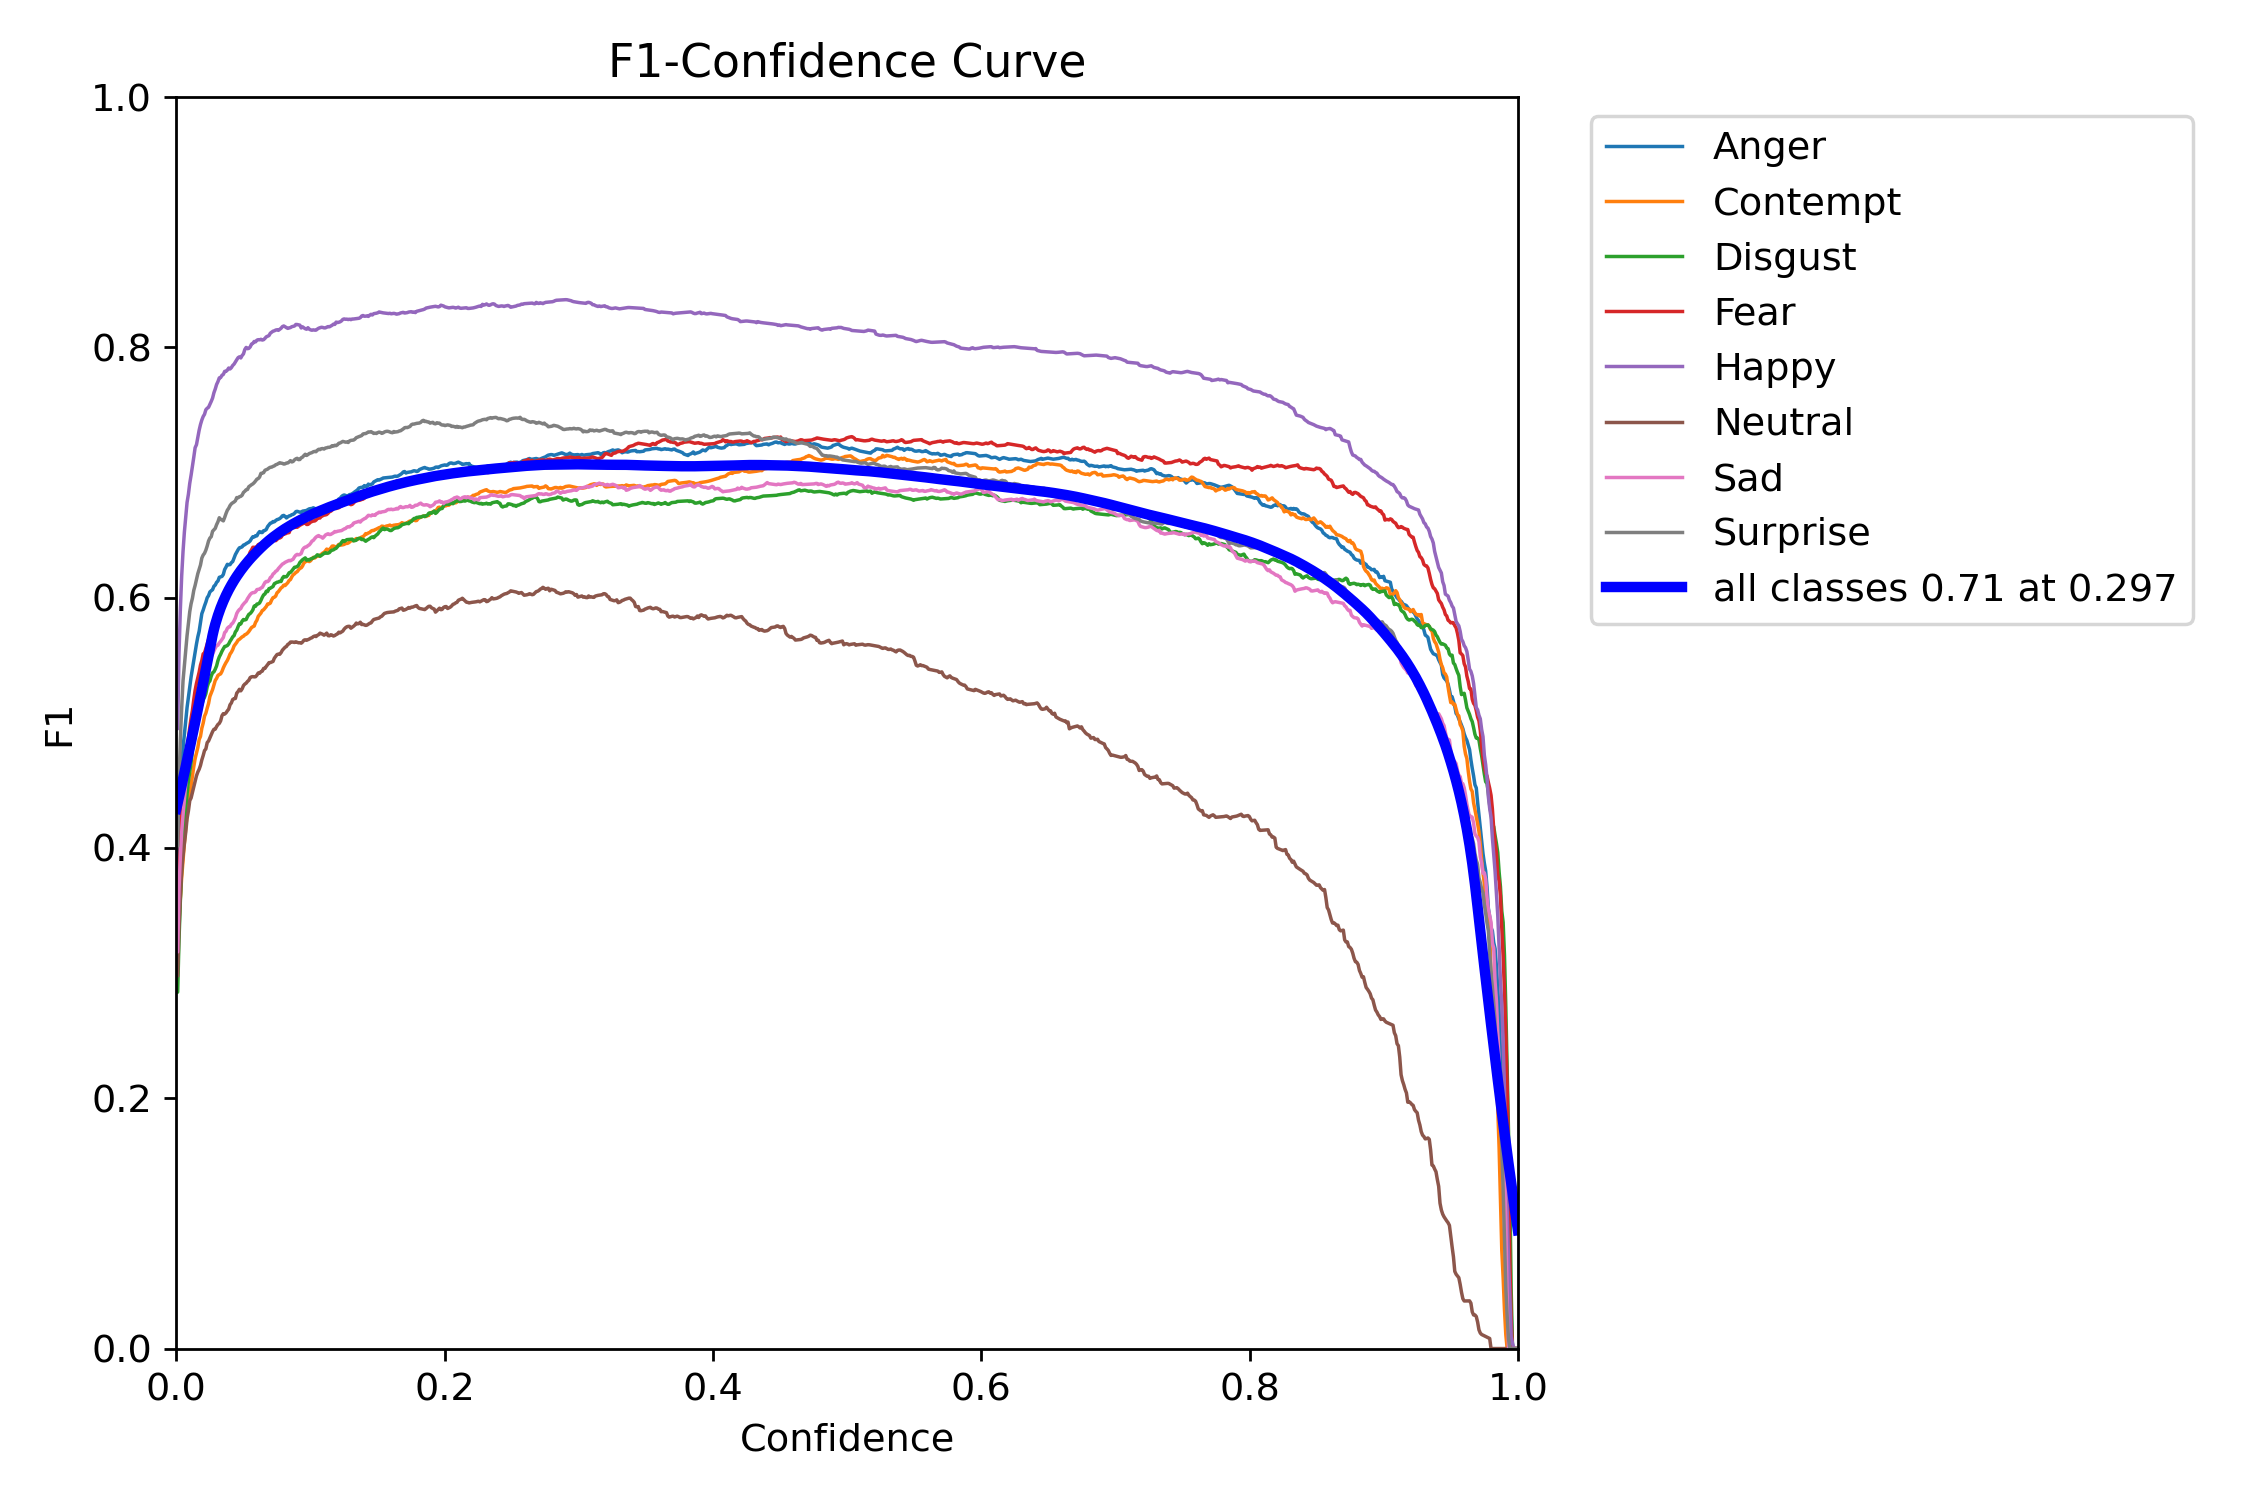 F1-Confidence Curve
1.0
0.8
0.6
0.4
0.2
0.0
F1
0.0 0.2 0.4 0.6 0.8 1.0
Confidence
Anger
Contempt
Disgust
Fear
Happy
Neutral
Sad
Surprise
all classes 0.71 at 0.297